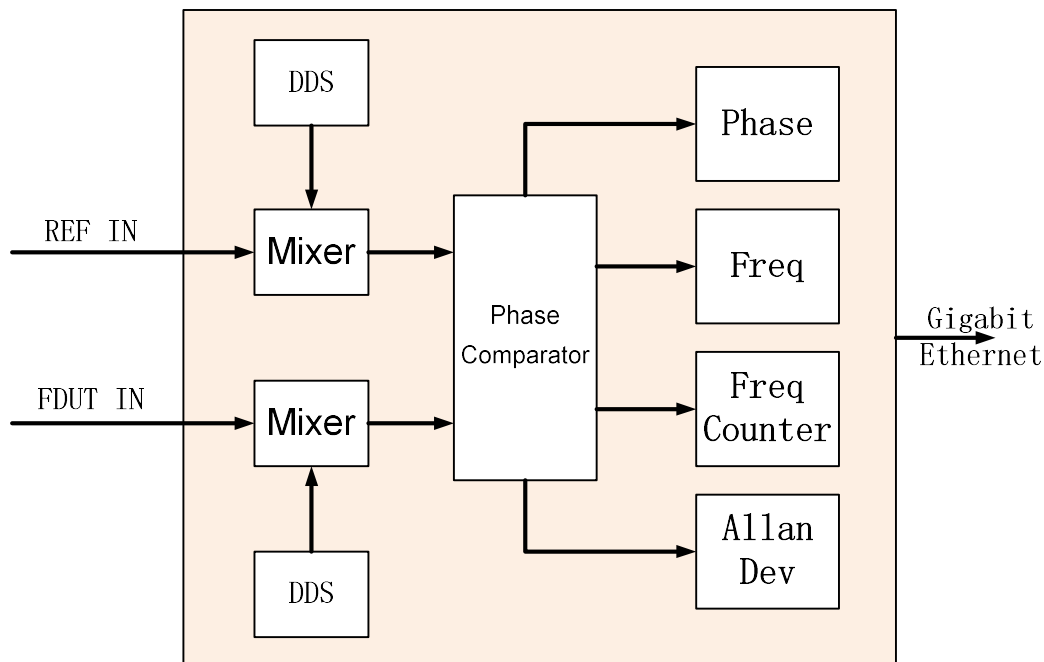 DDS
Phase
REF IN
Mixer
Freq
Phase
Comparator
Gigabit
Ethernet
FDUT IN
Mixer
Freq
Counter
Allan
Dev
DDS